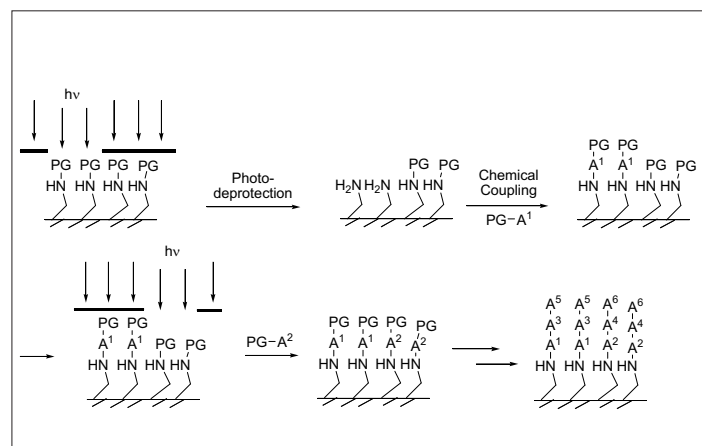 hν
PG PG PG PG
HN HN HN HN
Photo-
deprotection
PG PG
H₂N H₂N HN HN
Chemical
Coupling
PG–A¹
PG PG
A¹ A¹ PG PG
HN HN HN HN
hν
PG PG
A¹ A¹ PG PG
HN HN HN HN
PG–A²
PG PG PG PG
A¹ A¹ A² A²
HN HN HN HN
A⁵ A⁵ A⁶ A⁶
A³ A³ A⁴ A⁴
A¹ A¹ A² A²
HN HN HN HN